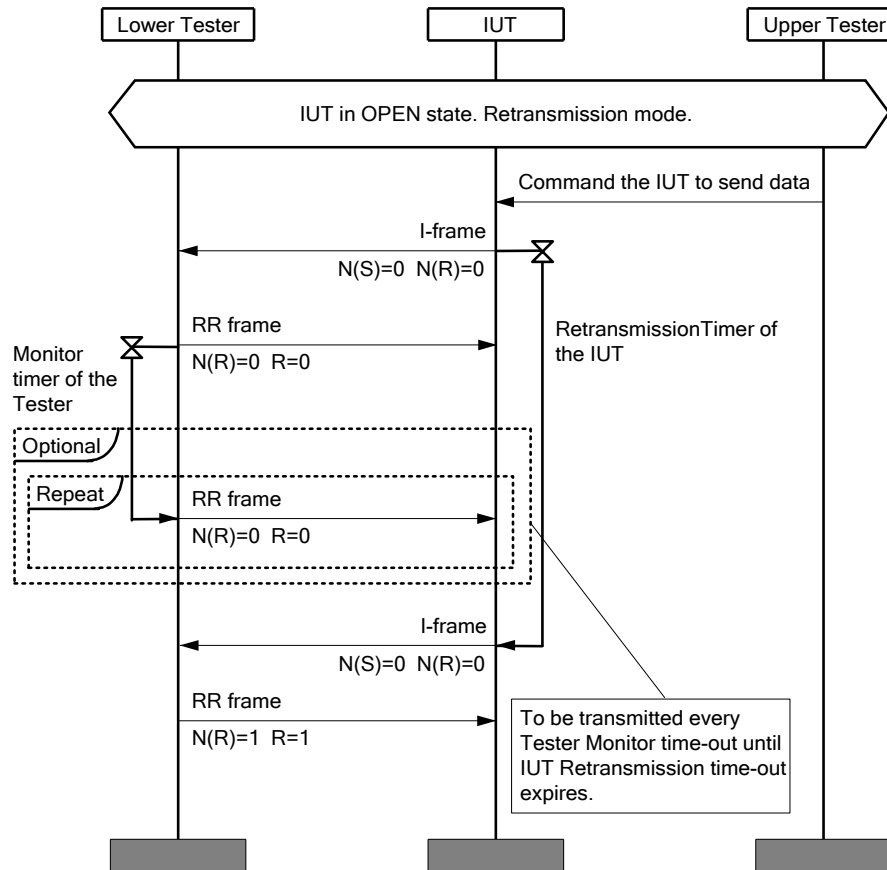 Lower Tester
IUT
Upper Tester
IUT in OPEN state. Retransmission mode.
Command the IUT to send data
I-frame
N(S)=0 N(R)=0
RR frame
N(R)=0 R=0
Monitor
timer of the
Tester
RetransmissionTimer of
the IUT
Optional
Repeat
RR frame
N(R)=0 R=0
I-frame
N(S)=0 N(R)=0
RR frame
N(R)=1 R=1
To be transmitted every
Tester Monitor time-out until
IUT Retransmission time-out
expires.